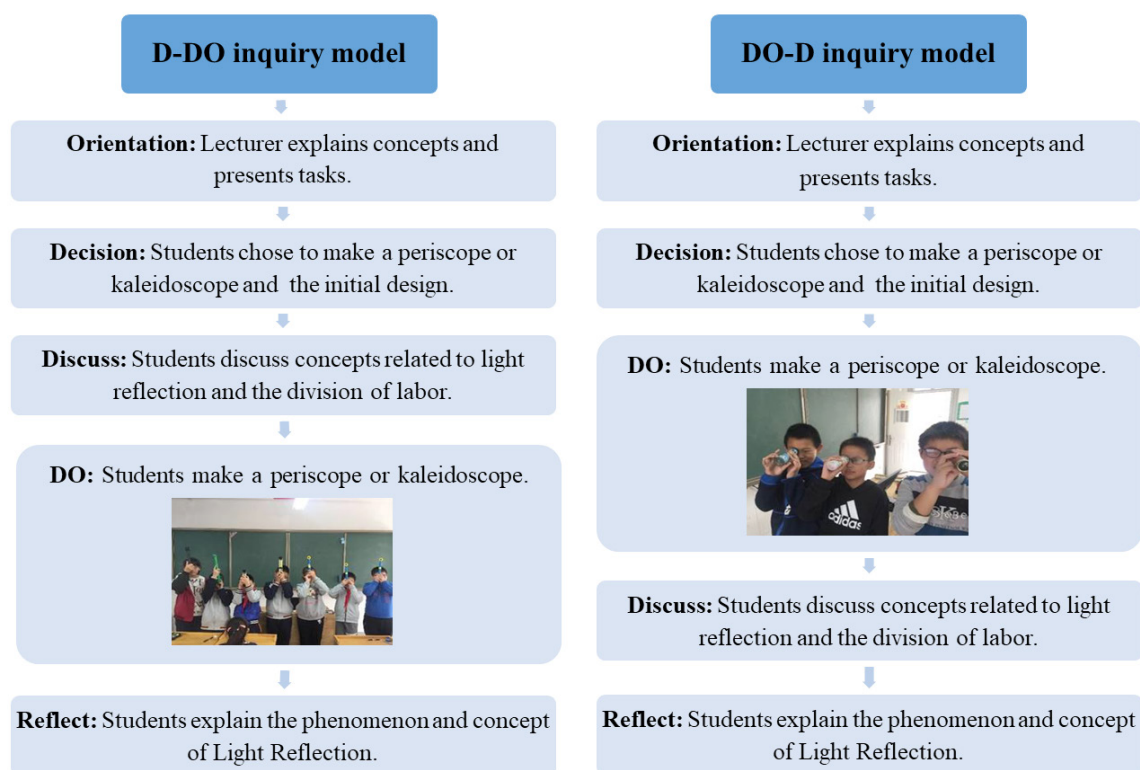 D-DO inquiry model
Orientation: Lecturer explains concepts and
presents tasks.
Decision: Students chose to make a periscope or
kaleidoscope and the initial design.
Discuss: Students discuss concepts related to light
reflection and the division of labor.
DO: Students make a periscope or kaleidoscope.
Reflect: Students explain the phenomenon and concept
of Light Reflection.
DO-D inquiry model
Orientation: Lecturer explains concepts and
presents tasks.
Decision: Students chose to make a periscope or
kaleidoscope and the initial design.
DO: Students make a periscope or kaleidoscope.
adidas
Discuss: Students discuss concepts related to light
reflection and the division of labor.
Reflect: Students explain the phenomenon and concept
of Light Reflection.